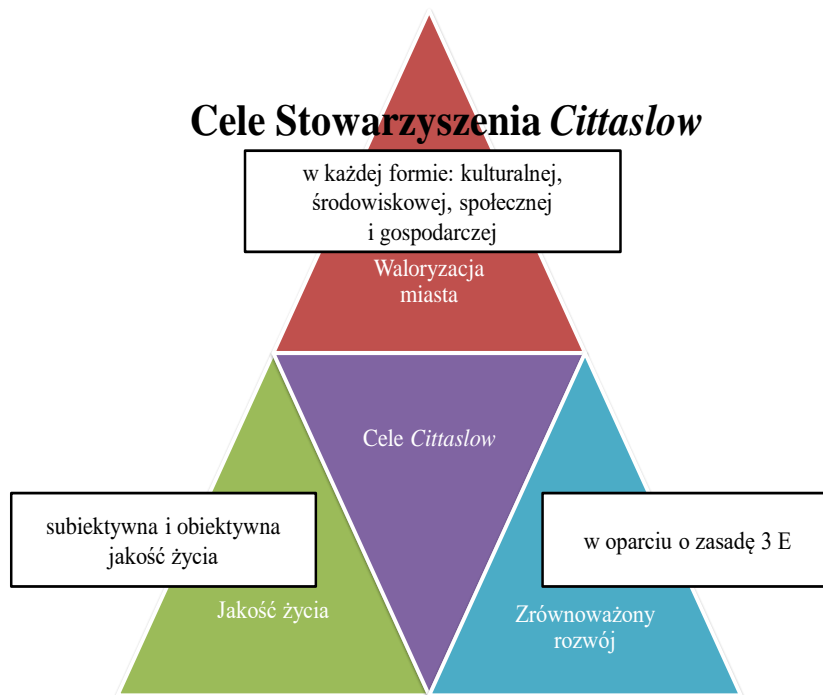 Cele Stowarzyszenia Cittaslow
w każdej formie: kulturalnej,
środowiskowej, społecznej
i gospodarczej
Waloryzacja
miasta
Cele Cittaslow
subiektywna i obiektywna
jakość życia
Jakość życia
w oparciu o zasadę 3 E
Zrównoważony
rozwój